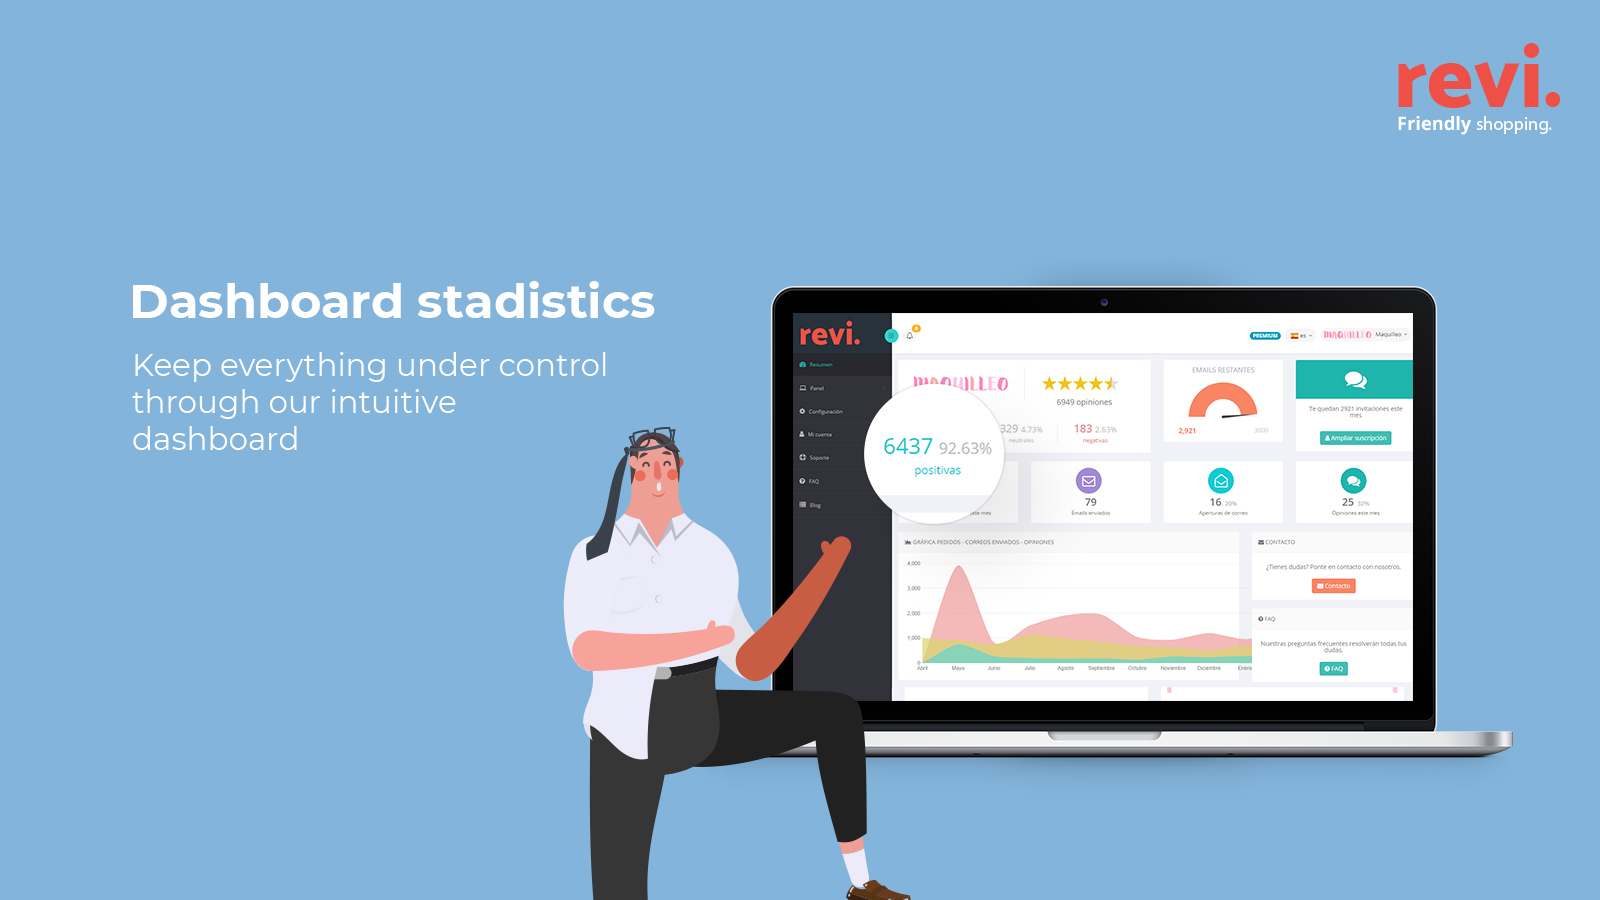 revi.
Friendly shopping.
Dashboard stadistics
Keep everything under control
through our intuitive
dashboard
revi.
6
PREMIUM
es
MAQUILLEO
Maquilleo
Resumen
Panel
Configuración
Mi cuenta
Soporte
FAQ
Blog
MAQUILLEO
6949 opiniones
6437 92.63%
positivas
329 4.73%
neutrales
183 2.63%
negativas
EMAILS RESTANTES
2,921
3000
Te quedan 2921 invitaciones este
mes
Ampliar suscripción
este mes
79
Emails enviados
16 20%
Aperturas de correo
25 32%
Opiniones este mes
GRÁFICA PEDIDOS - CORREOS ENVIADOS - OPINIONES
4,000
3,000
2,000
1,000
0
Abril Mayo Junio Julio Agosto Septiembre Octubre Noviembre Diciembre Enero
CONTACTO
¿Tienes dudas? Ponte en contacto con nosotros.
Contacto
FAQ
Nuestras preguntas frecuentes resolverán todas tus
dudas.
FAQ